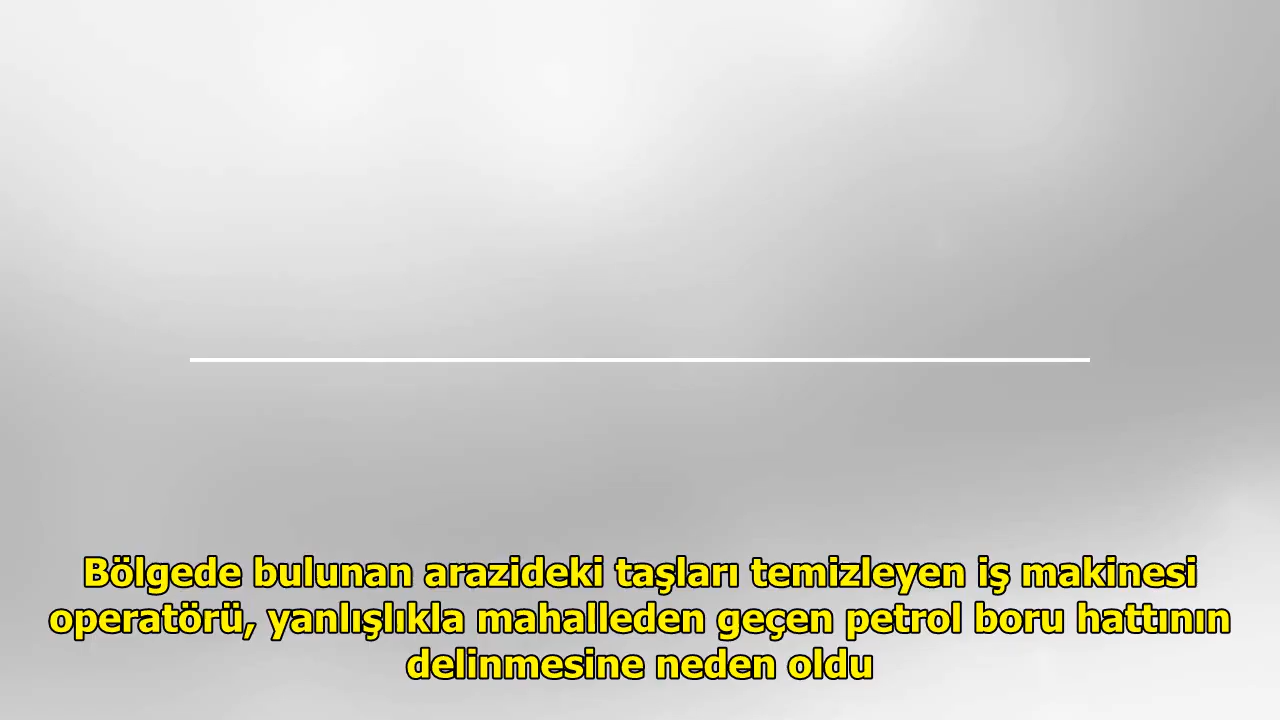 Bölgede bulunan arazideki taşları temizleyen iş makinesi
operatörü, yanlışlıkla mahalleden geçen petrol boru hattının
delinmesine neden oldu